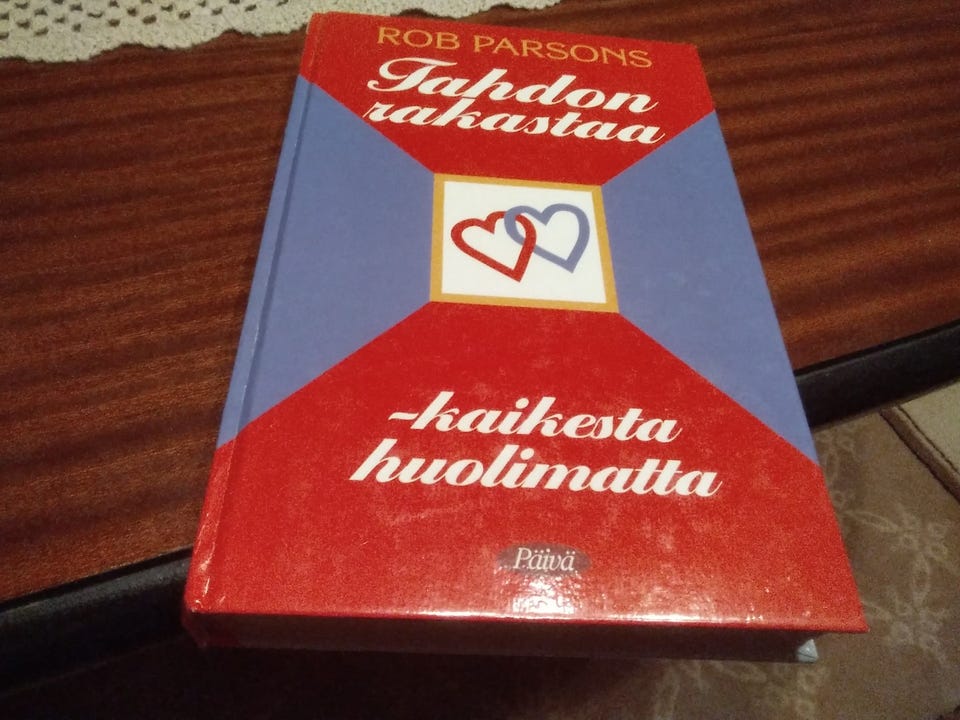 ROB PARSONS
Tahdon
rakastaa
-kaikesta
huolimatta
Päivä